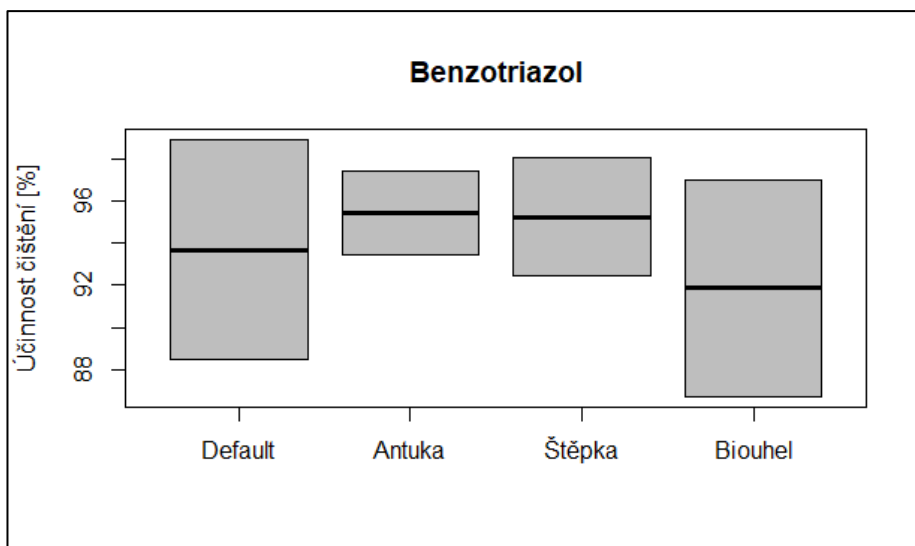 Benzotriazol
Účinnost čištění [%]
96
92
88
Default
Antuka
Štěpka
Biouhel